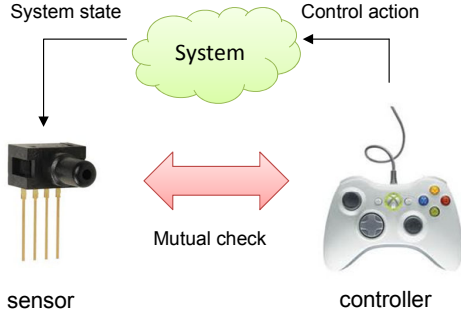 System state
Control action
System
Mutual check
sensor
controller